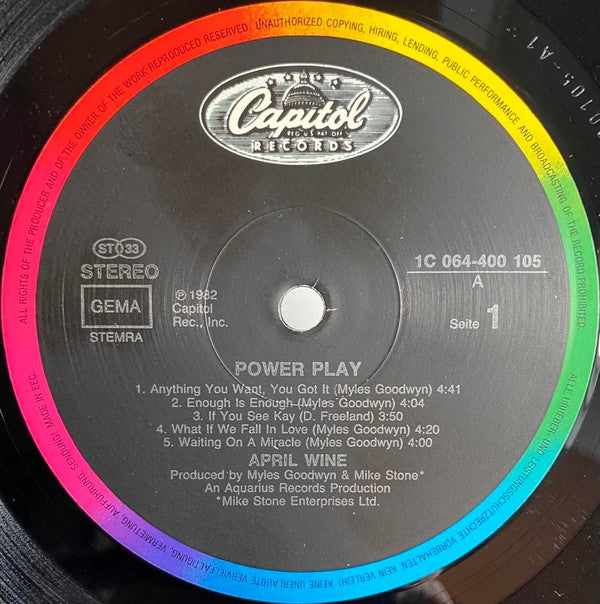 ALL RIGHTS OF THE PRODUCER AND OF THE OWNER OF THE WORK REPRODUCED RESERVED. UNAUTHORIZED COPYING, HIRING, LENDING, PUBLIC PERFORMANCE AND BROADCASTING OF THE RECORD PROHIBITED.
Capitol
REG. U.S. PAT. OFF.
RECORDS
ST 33
STEREO
GEMA
STEMRA
℗ 1982
Capitol
Rec., Inc.
1C 064-400 105
A
Seite 1
POWER PLAY
1. Anything You Want, You Got It (Myles Goodwyn) 4:41
2. Enough Is Enough (Myles Goodwyn) 4:04
3. If You See Kay (D. Freeland) 3:50
4. What If We Fall In Love (Myles Goodwyn) 4:20
5. Waiting On A Miracle (Myles Goodwyn) 4:00
APRIL WINE
Produced by Myles Goodwyn & Mike Stone*
An Aquarius Records Production
*Mike Stone Enterprises Ltd.
ALLE URHEBER- UND LEISTUNGSSCHUTZRECHTE VORBEHALTEN KEIN VERLEIH! KEINE UNERLAUBTE VERVIELFÄLTIGUNG, VERMIETUNG, AUFFÜHRUNG, SENDUNG! MADE IN EEC.